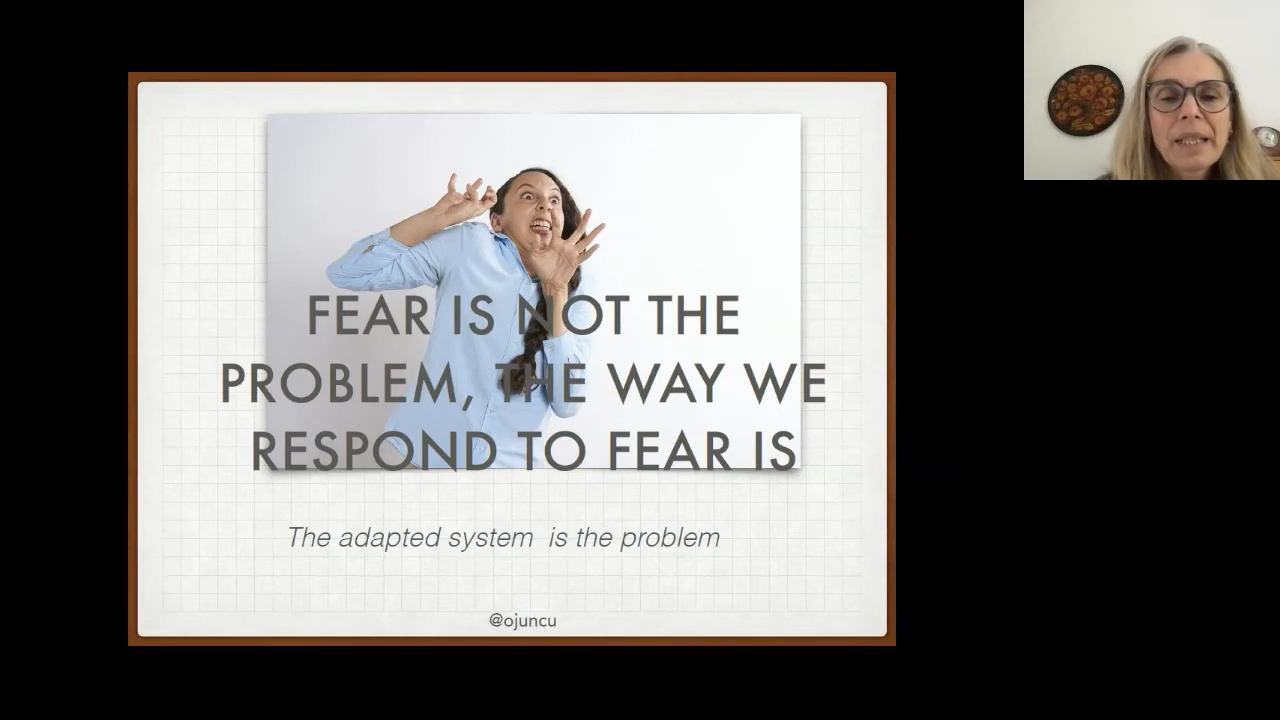 FEAR IS NOT THE
PROBLEM, THE WAY WE
RESPOND TO FEAR IS
The adapted system is the problem
@ojuncu